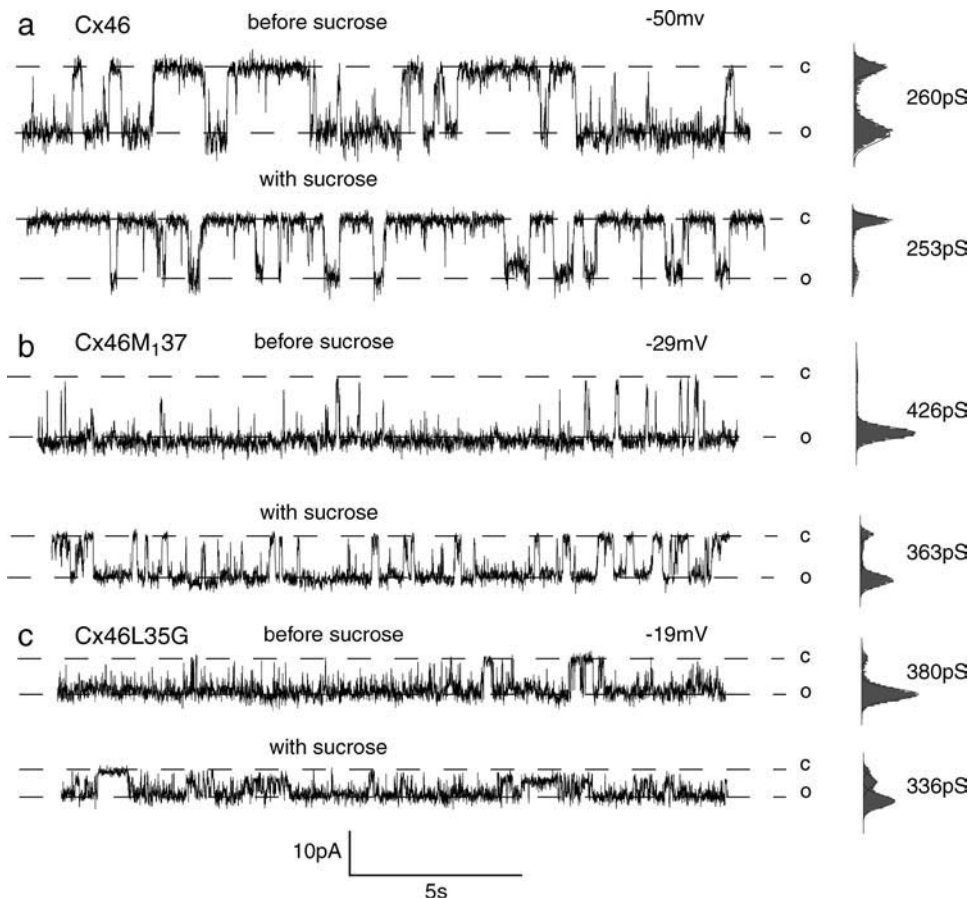 a Cx46 before sucrose -50mv
c
260pS
o
with sucrose
c
253pS
o
b Cx46M₁37 before sucrose -29mV
c
426pS
o
with sucrose
c
363pS
o
c Cx46L35G before sucrose -19mV
c
380pS
o
with sucrose
c
336pS
o
10pA
5s